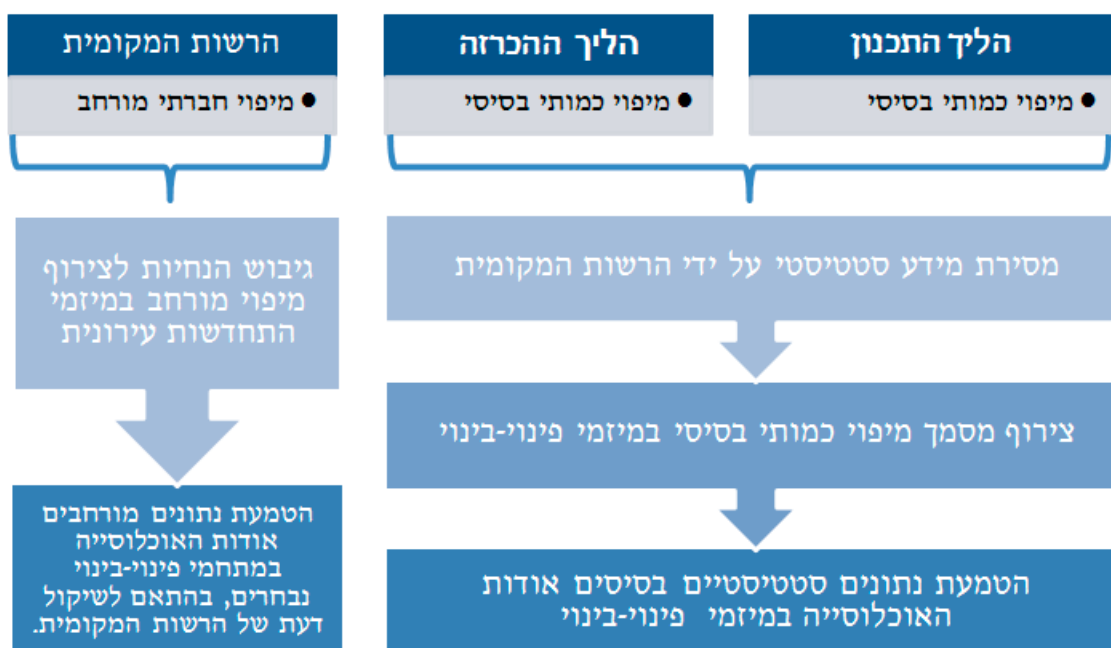 הליך התכנון
• מיפוי כמותי בסיסי
הליך ההכרזה
• מיפוי כמותי בסיסי
מסירת מידע סטטיסטי על ידי הרשות המקומית
צירוף מסמך מיפוי כמותי בסיסי במיזמי פינוי-בינוי
הטמעת נתונים סטטיסטיים בסיסים אודות
האוכלוסייה במיזמי פינוי-בינוי
הרשות המקומית
• מיפוי חברתי מורחב
גיבוש הנחיות לצירוף
מיפוי מורחב במיזמי
התחדשות עירונית
הטמעת נתונים מורחבים
אודות האוכלוסייה
במתחמי פינוי-בינוי
נבחרים, בהתאם לשיקול
דעת של הרשות המקומית.